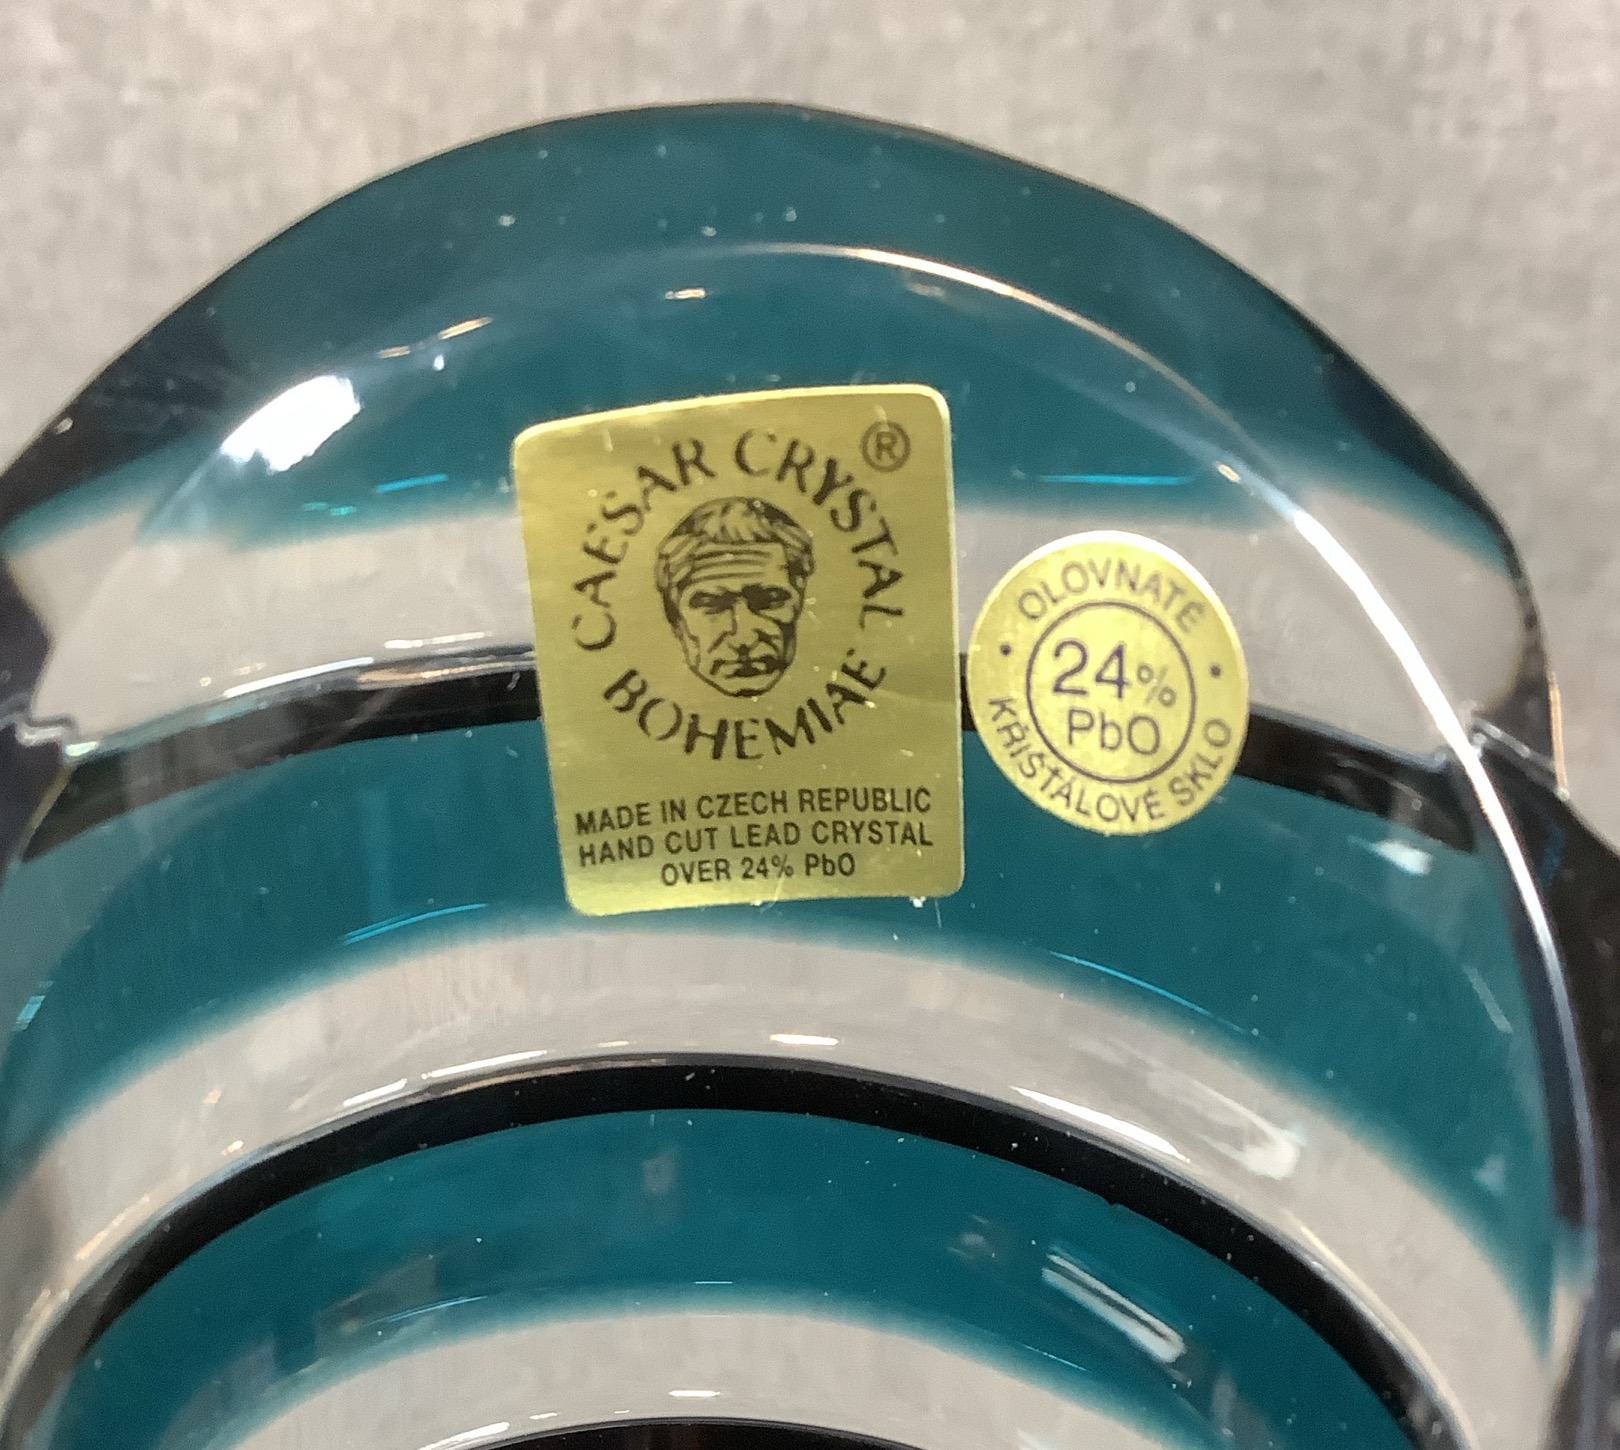 CAESAR CRYSTAL ®
BOHEMIAE
MADE IN CZECH REPUBLIC
HAND CUT LEAD CRYSTAL
OVER 24% PbO
• OLOVNATÉ •
24%
PbO
KŘIŠŤÁLOVÉ SKLO